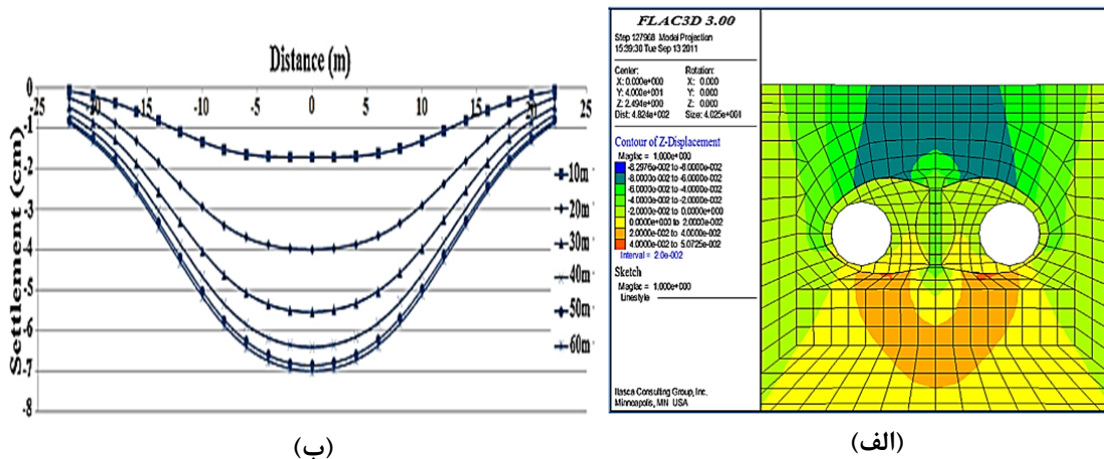 Distance (m)
0
-1
-2
-3
-4
-5
-6
-7
-8
-25
-20
-15
-10
-5
0
5
10
15
20
25
Settlement (cm)
10m
20m
30m
40m
50m
60m
(ب)
FLAC3D 3.00
Step 127968 Model Projection
15:39:30 Tue Sep 13 2011
Center: Rotation:
X: 0.000e+000 X: 0.000
Y: 4.000e+001 Y: 0.000
Z: 2.494e+000 Z: 0.000
Dist: 4.824e+002 Size: 4.025e+001
Contour of Z-Displacement
Magfac = 1.000e+000
-8.2976e-002 to -8.0000e-002
-8.0000e-002 to -6.0000e-002
-6.0000e-002 to -4.0000e-002
-4.0000e-002 to -2.0000e-002
-2.0000e-002 to 0.0000e+000
0.0000e+000 to 2.0000e-002
2.0000e-002 to 4.0000e-002
4.0000e-002 to 5.0725e-002
Interval = 2.0e-002
Sketch
Magfac = 1.000e+000
Linestyle
Itasca Consulting Group, Inc.
Minneapolis, MN USA
(الف)